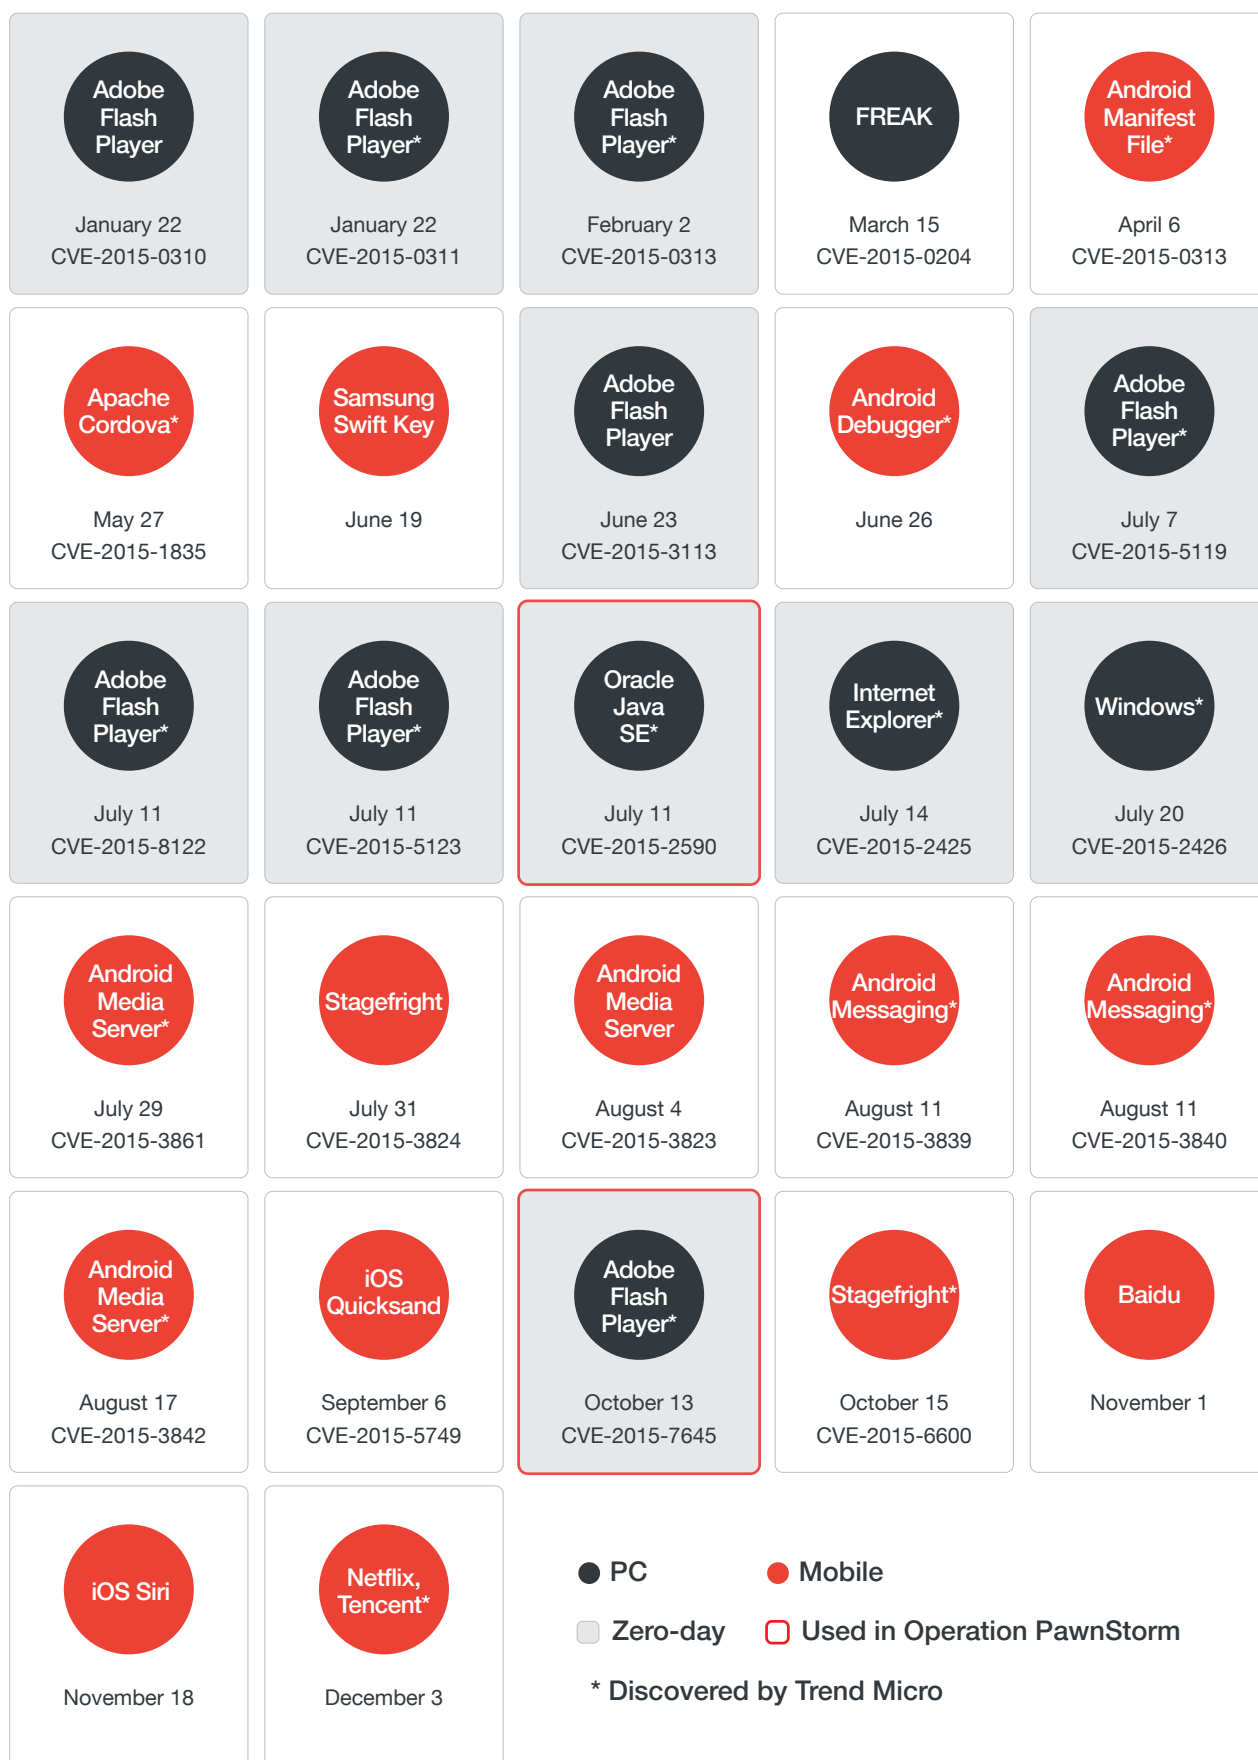 Adobe
Flash
Player
January 22
CVE-2015-0310
Adobe
Flash
Player*
January 22
CVE-2015-0311
Adobe
Flash
Player*
February 2
CVE-2015-0313
FREAK
March 15
CVE-2015-0204
Android
Manifest
File*
April 6
CVE-2015-0313
Apache
Cordova*
May 27
CVE-2015-1835
Samsung
Swift Key
June 19
Adobe
Flash
Player
June 23
CVE-2015-3113
Android
Debugger*
June 26
Adobe
Flash
Player*
July 7
CVE-2015-5119
Adobe
Flash
Player*
July 11
CVE-2015-8122
Adobe
Flash
Player*
July 11
CVE-2015-5123
Oracle
Java
SE*
July 11
CVE-2015-2590
Internet
Explorer*
July 14
CVE-2015-2425
Windows*
July 20
CVE-2015-2426
Android
Media
Server*
July 29
CVE-2015-3861
Stagefright
July 31
CVE-2015-3824
Android
Media
Server
August 4
CVE-2015-3823
Android
Messaging*
August 11
CVE-2015-3839
Android
Messaging*
August 11
CVE-2015-3840
Android
Media
Server*
August 17
CVE-2015-3842
iOS
Quicksand
September 6
CVE-2015-5749
Adobe
Flash
Player*
October 13
CVE-2015-7645
Stagefright*
October 15
CVE-2015-6600
Baidu
November 1
iOS Siri
November 18
Netflix,
Tencent*
December 3
PC
Mobile
Zero-day
Used in Operation PawnStorm
* Discovered by Trend Micro